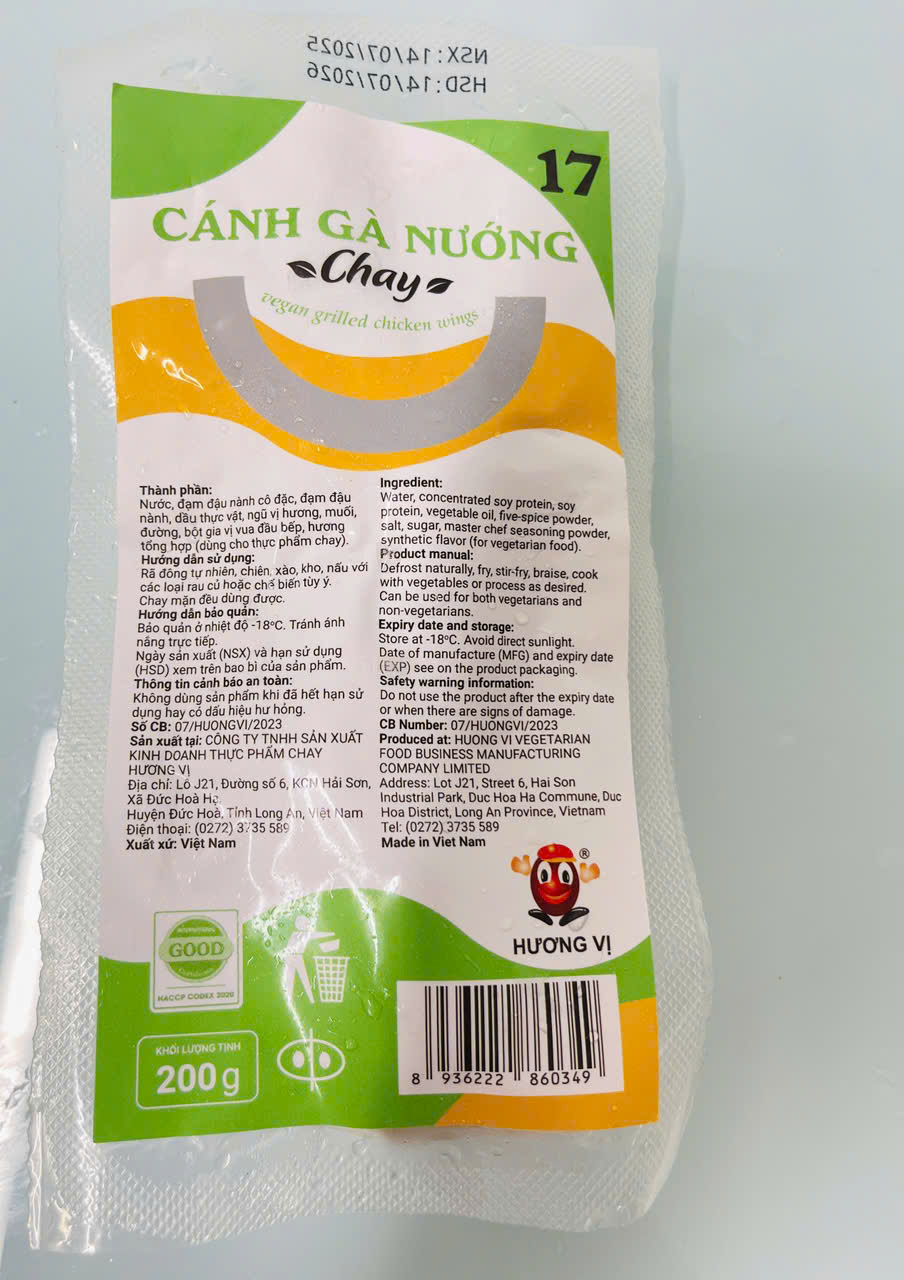 NSX:14/07/2025
HSD:14/07/2026
17
CÁNH GÀ NƯỚNG
Chay
vegan grilled chicken wings
Thành phần:
Nước, đạm đậu nành cô đặc, đạm đậu
nành, dầu thực vật, ngũ vị hương, muối,
đường, bột gia vị vua đầu bếp, hương
tổng hợp (dùng cho thực phẩm chay).
Hướng dẫn sử dụng:
Rã đông tự nhiên, chiên, xào, kho, nấu với
các loại rau củ hoặc chế biến tùy ý.
Chay mặn đều dùng được.
Hướng dẫn bảo quản:
Bảo quản ở nhiệt độ -18°C. Tránh ánh
nắng trực tiếp.
Ngày sản xuất (NSX) và hạn sử dụng
(HSD) xem trên bao bì của sản phẩm.
Thông tin cảnh báo an toàn:
Không dùng sản phẩm khi đã hết hạn sử
dụng hay có dấu hiệu hư hỏng.
Số CB: 07/HUONGVI/2023
Sản xuất tại: CÔNG TY TNHH SẢN XUẤT
KINH DOANH THỰC PHẨM CHAY
HƯƠNG VỊ
Địa chỉ: Lô J21, Đường số 6, KCN Hải Sơn,
Xã Đức Hoà Hạ,
Huyện Đức Hoà, Tỉnh Long An, Việt Nam
Điện thoại: (0272) 3735 589
Xuất xứ: Việt Nam
Ingredient:
Water, concentrated soy protein, soy
protein, vegetable oil, five-spice powder,
salt, sugar, master chef seasoning powder,
synthetic flavor (for vegetarian food).
Product manual:
Defrost naturally, fry, stir-fry, braise, cook
with vegetables or process as desired.
Can be used for both vegetarians and
non-vegetarians.
Expiry date and storage:
Store at -18°C. Avoid direct sunlight.
Date of manufacture (MFG) and expiry date
(EXP) see on the product packaging.
Safety warning information:
Do not use the product after the expiry date
or when there are signs of damage.
CB Number: 07/HUONGVI/2023
Produced at: HUONG VI VEGETARIAN
FOOD BUSINESS MANUFACTURING
COMPANY LIMITED
Address: Lot J21, Street 6, Hai Son
Industrial Park, Duc Hoa Ha Commune, Duc
Hoa District, Long An Province, Vietnam
Tel: (0272) 3735 589
Made in Viet Nam
®
HƯƠNG VỊ
INTERNATIONAL
GOOD
HACCP CODEX 2020
KHỐI LƯỢNG TỊNH
200g
8 936222 860349